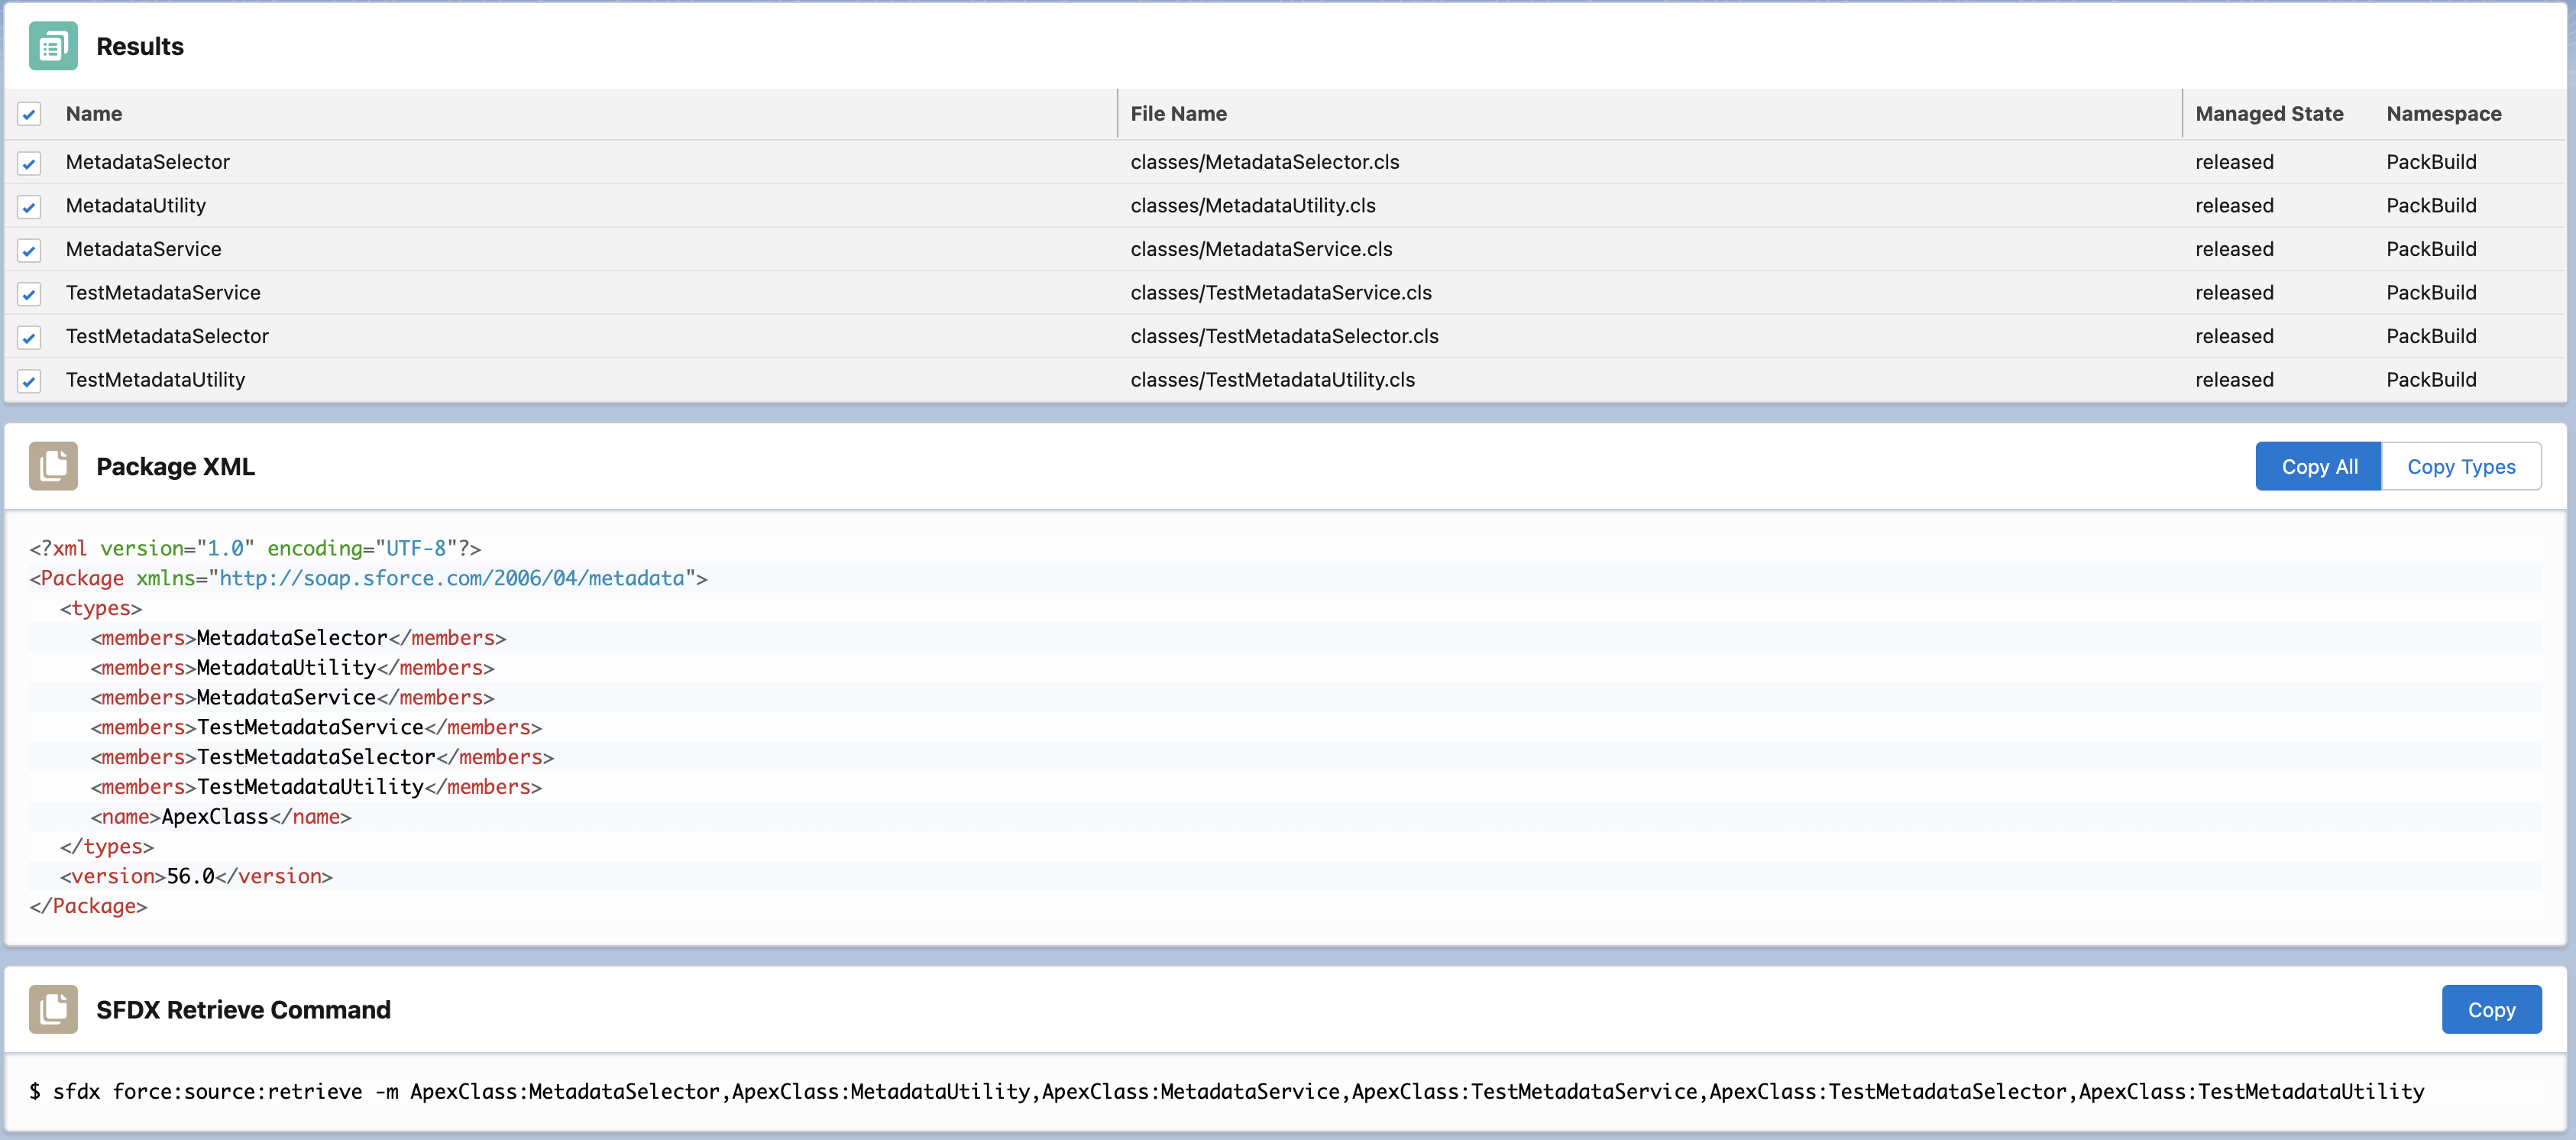 Results
Name File Name Managed State Namespace
MetadataSelector classes/MetadataSelector.cls released PackBuild
MetadataUtility classes/MetadataUtility.cls released PackBuild
MetadataService classes/MetadataService.cls released PackBuild
TestMetadataService classes/TestMetadataService.cls released PackBuild
TestMetadataSelector classes/TestMetadataSelector.cls released PackBuild
TestMetadataUtility classes/TestMetadataUtility.cls released PackBuild
Package XML Copy All Copy Types
<?xml version="1.0" encoding="UTF-8"?>
<Package xmlns="http://soap.sforce.com/2006/04/metadata">
<types>
<members>MetadataSelector</members>
<members>MetadataUtility</members>
<members>MetadataService</members>
<members>TestMetadataService</members>
<members>TestMetadataSelector</members>
<members>TestMetadataUtility</members>
<name>ApexClass</name>
</types>
<version>56.0</version>
</Package>
SFDX Retrieve Command Copy
$ sfdx force:source:retrieve -m ApexClass:MetadataSelector,ApexClass:MetadataUtility,ApexClass:MetadataService,ApexClass:TestMetadataService,ApexClass:TestMetadataSelector,ApexClass:TestMetadataUtility